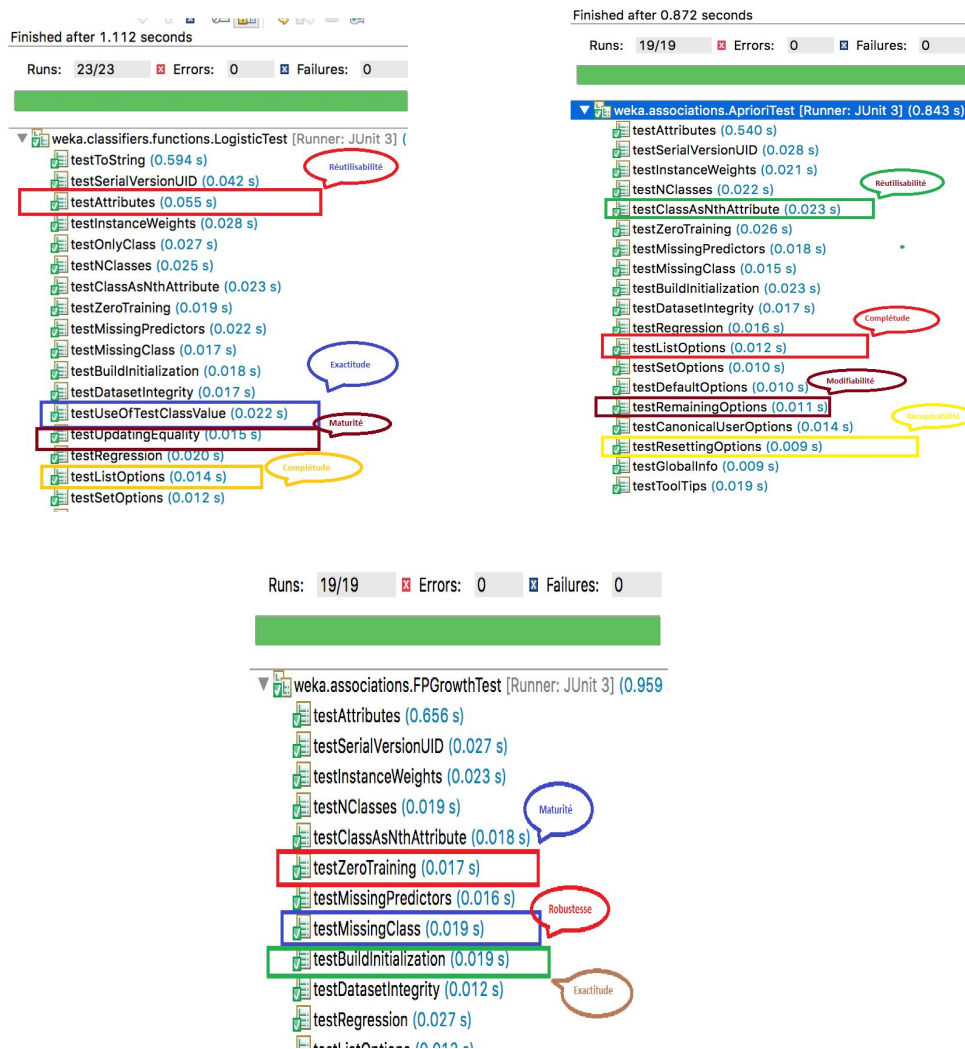 Finished after 1.112 seconds
Runs: 23/23 Errors: 0 Failures: 0
weka.classifiers.functions.LogisticTest [Runner: JUnit 3] (
testToString (0.594 s)
Réutilisabilité
testSerialVersionUID (0.042 s)
testAttributes (0.055 s)
testInstanceWeights (0.028 s)
testOnlyClass (0.027 s)
testNClasses (0.025 s)
testClassAsNthAttribute (0.023 s)
testZeroTraining (0.019 s)
testMissingPredictors (0.022 s)
testMissingClass (0.017 s)
testBuildInitialization (0.018 s)
Exactitude
testDatasetIntegrity (0.017 s)
testUseOfTestClassValue (0.022 s)
Maturité
testUpdatingEquality (0.015 s)
testRegression (0.020 s)
Complétude
testListOptions (0.014 s)
testSetOptions (0.012 s)
Finished after 0.872 seconds
Runs: 19/19 Errors: 0 Failures: 0
weka.associations.AprioriTest [Runner: JUnit 3] (0.843 s)
testAttributes (0.540 s)
testSerialVersionUID (0.028 s)
testInstanceWeights (0.021 s)
testNClasses (0.022 s)
Réutilisabilité
testClassAsNthAttribute (0.023 s)
testZeroTraining (0.026 s)
testMissingPredictors (0.018 s)
testMissingClass (0.015 s)
testBuildInitialization (0.023 s)
testDatasetIntegrity (0.017 s)
Complétude
testRegression (0.016 s)
testListOptions (0.012 s)
testSetOptions (0.010 s)
Modifiabilité
testDefaultOptions (0.010 s)
testRemainingOptions (0.011 s)
Récupérabilité
testCanonicalUserOptions (0.014 s)
testResettingOptions (0.009 s)
testGlobalInfo (0.009 s)
testToolTips (0.019 s)
Runs: 19/19 Errors: 0 Failures: 0
weka.associations.FPGrowthTest [Runner: JUnit 3] (0.959
testAttributes (0.656 s)
testSerialVersionUID (0.027 s)
testInstanceWeights (0.023 s)
testNClasses (0.019 s)
Maturité
testClassAsNthAttribute (0.018 s)
testZeroTraining (0.017 s)
testMissingPredictors (0.016 s)
Robustesse
testMissingClass (0.019 s)
testBuildInitialization (0.019 s)
testDatasetIntegrity (0.012 s)
Exactitude
testRegression (0.027 s)
testListOptions